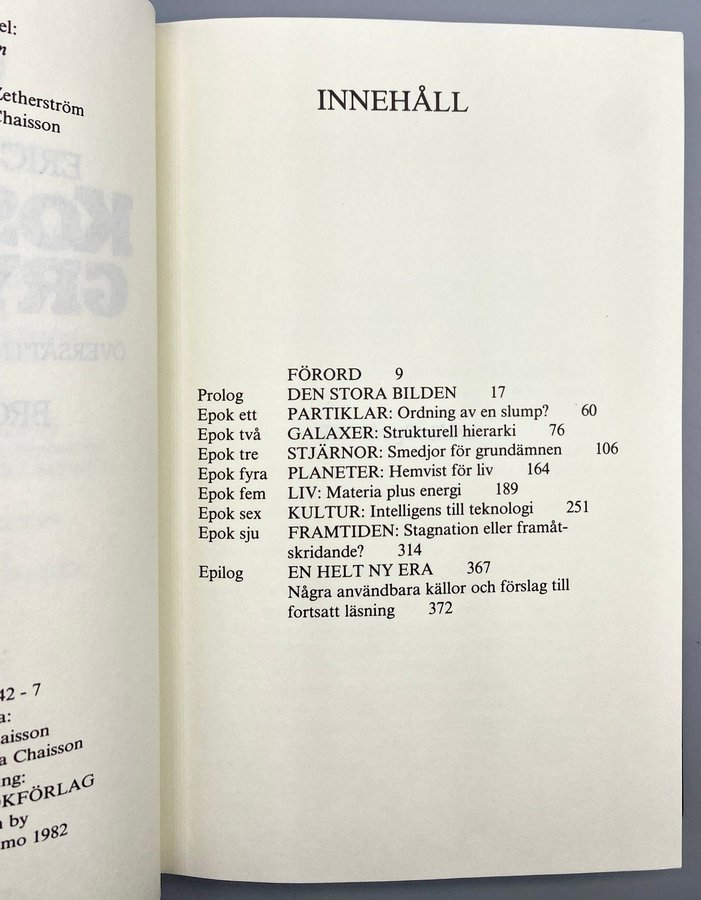 el:
n
Zetherström
Chaisson
42 - 7
a:
aisson
a Chaisson
ng:
OKFÖRLAG
n by
mo 1982
INNEHÅLL
FÖRORD 9
Prolog DEN STORA BILDEN 17
Epok ett PARTIKLAR: Ordning av en slump? 60
Epok två GALAXER: Strukturell hierarki 76
Epok tre STJÄRNOR: Smedjor för grundämnen 106
Epok fyra PLANETER: Hemvist för liv 164
Epok fem LIV: Materia plus energi 189
Epok sex KULTUR: Intelligens till teknologi 251
Epok sju FRAMTIDEN: Stagnation eller framåt-
skridande? 314
Epilog EN HELT NY ERA 367
Några användbara källor och förslag till
fortsatt läsning 372